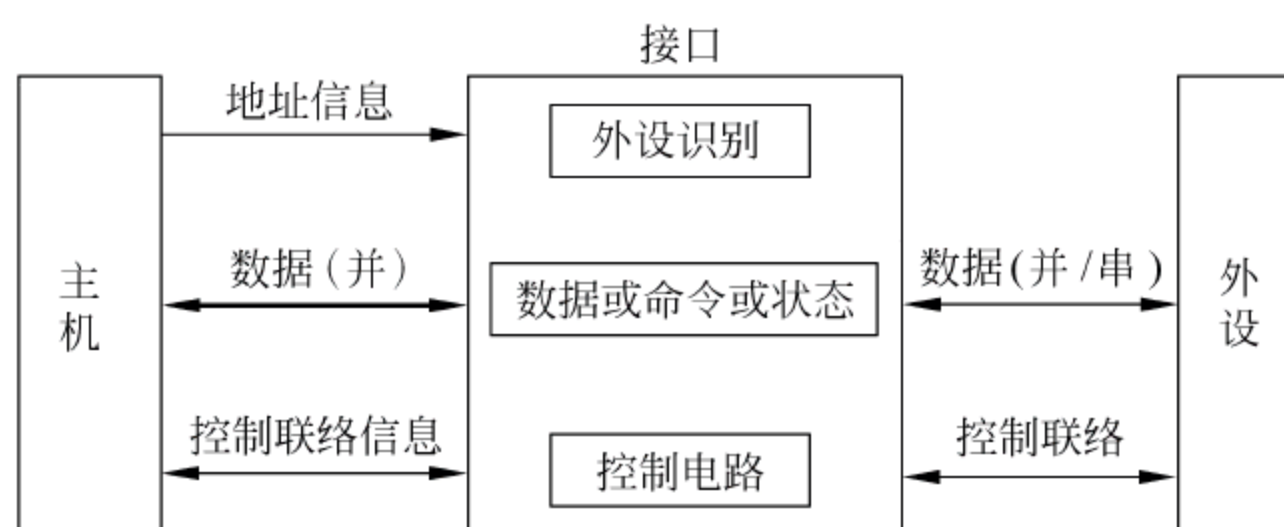 接口
地址信息
外设识别
主机
数据（并）
数据或命令或状态
数据(并/串)
外设
控制联络信息
控制电路
控制联络